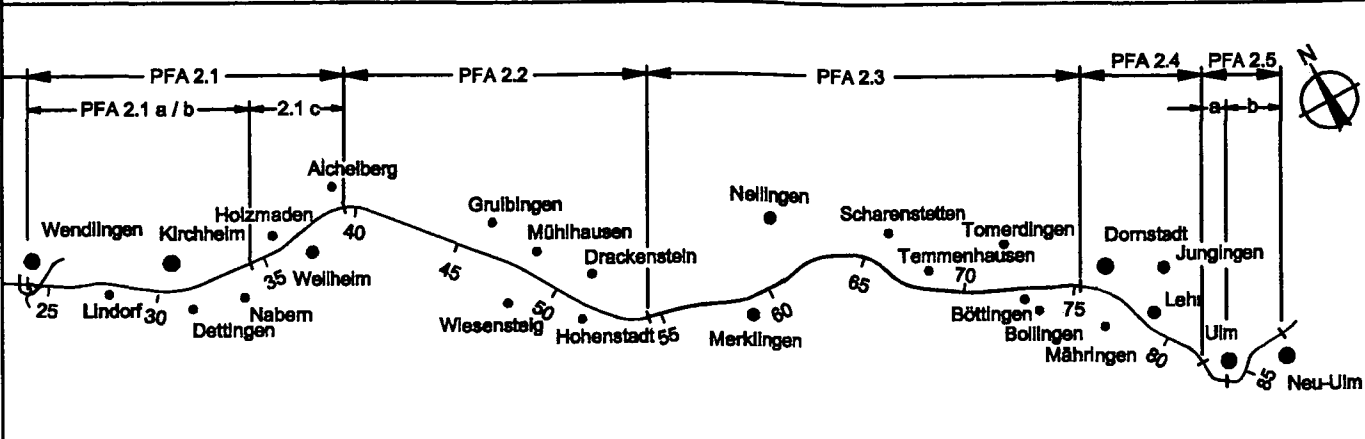 PFA 2.1
PFA 2.2
PFA 2.3
PFA 2.4
PFA 2.5
N
PFA 2.1 a / b
2.1 c
a
b
Aichelberg
Holzmaden
Wendlingen
Kirchheim
40
Gruibingen
Mühlhausen
Drackenstein
Nellingen
Scharenstetten
Tomerdingen
Temmenhausen
Dornstadt
Jungingen
45
35
Weilheim
65
70
25
Lindorf
30
Nabern
Dettingen
50
Wiesensteig
Hohenstadt
55
60
Merklingen
Böttingen
75
Bollingen
Mähringen
Lehr
80
Ulm
85
Neu-Ulm